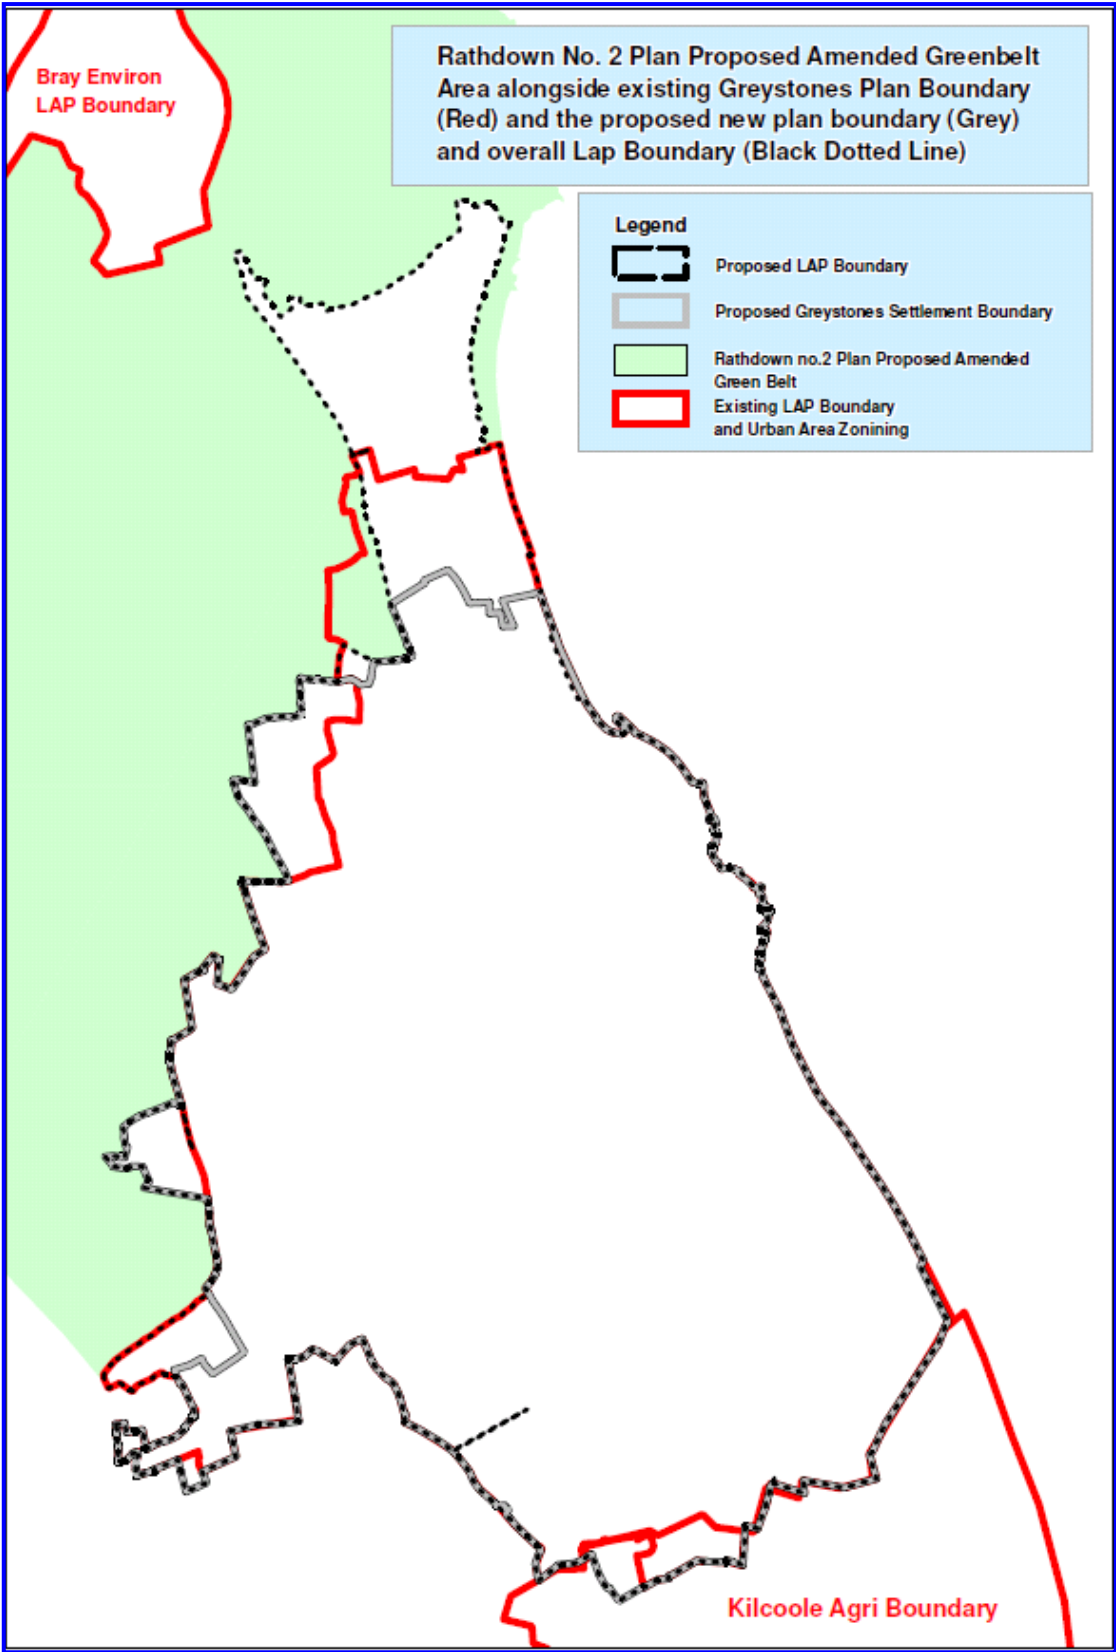 Bray Environ
LAP Boundary
Rathdown No. 2 Plan Proposed Amended Greenbelt
Area alongside existing Greystones Plan Boundary
(Red) and the proposed new plan boundary (Grey)
and overall Lap Boundary (Black Dotted Line)
Legend
Proposed LAP Boundary
Proposed Greystones Settlement Boundary
Rathdown no.2 Plan Proposed Amended
Green Belt
Existing LAP Boundary
and Urban Area Zonining
Kilcoole Agri Boundary